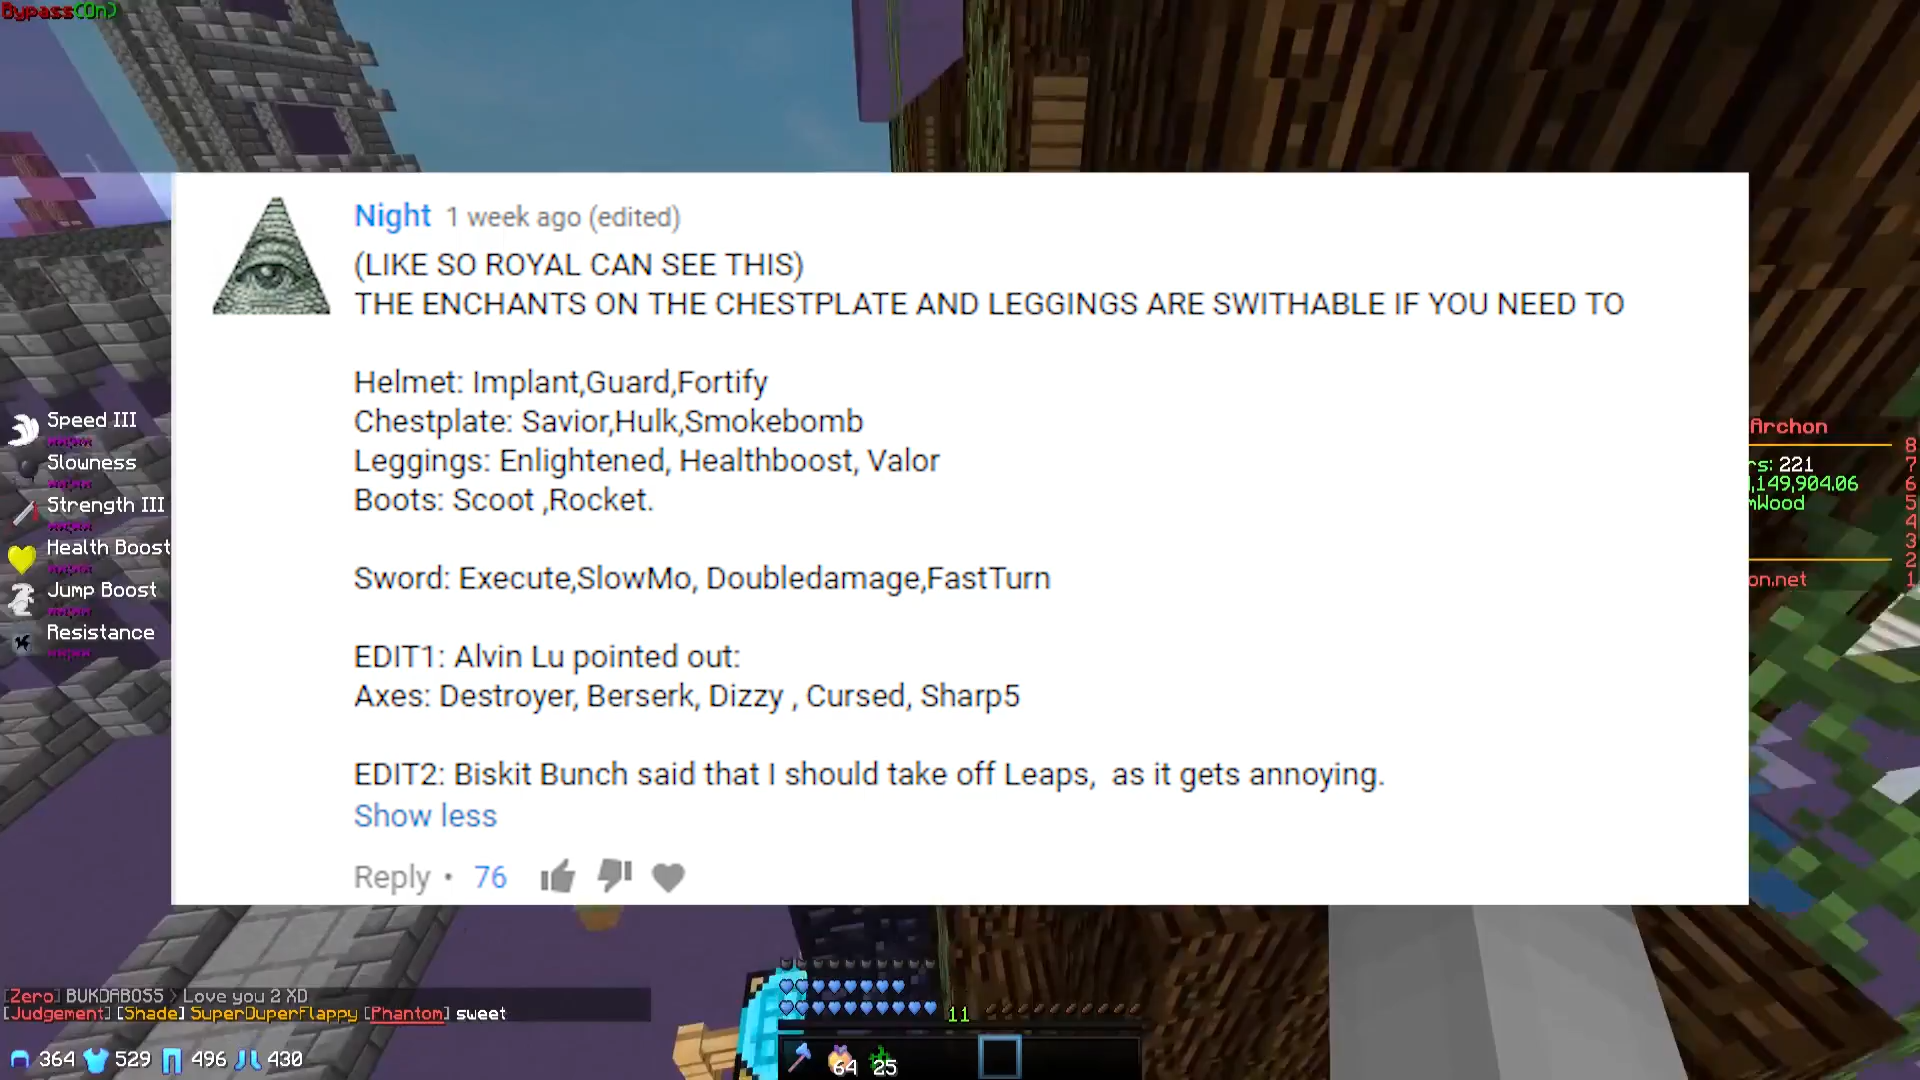 Bypass(On)
Night 1 week ago (edited)
(LIKE SO ROYAL CAN SEE THIS)
THE ENCHANTS ON THE CHESTPLATE AND LEGGINGS ARE SWITHABLE IF YOU NEED TO
Helmet: Implant,Guard,Fortify
Chestplate: Savior,Hulk,Smokebomb
Leggings: Enlightened, Healthboost, Valor
Boots: Scoot ,Rocket.
Sword: Execute,SlowMo, Doubledamage,FastTurn
EDIT1: Alvin Lu pointed out:
Axes: Destroyer, Berserk, Dizzy , Cursed, Sharp5
EDIT2: Biskit Bunch said that I should take off Leaps,  as it gets annoying.
Show less
Reply • 76
Speed III
Slowness
Strength III
Health Boost
Jump Boost
Resistance
Archon
8
rs: 221 7
,149,904.06 6
mWood 5
4
3
2
on.net 1
[Zero] BUKDABOSS > Love you 2 XD
[Judgement] [Shade] SuperDuperFlappy [Phantom] sweet
364 529 496 430
11
64 25